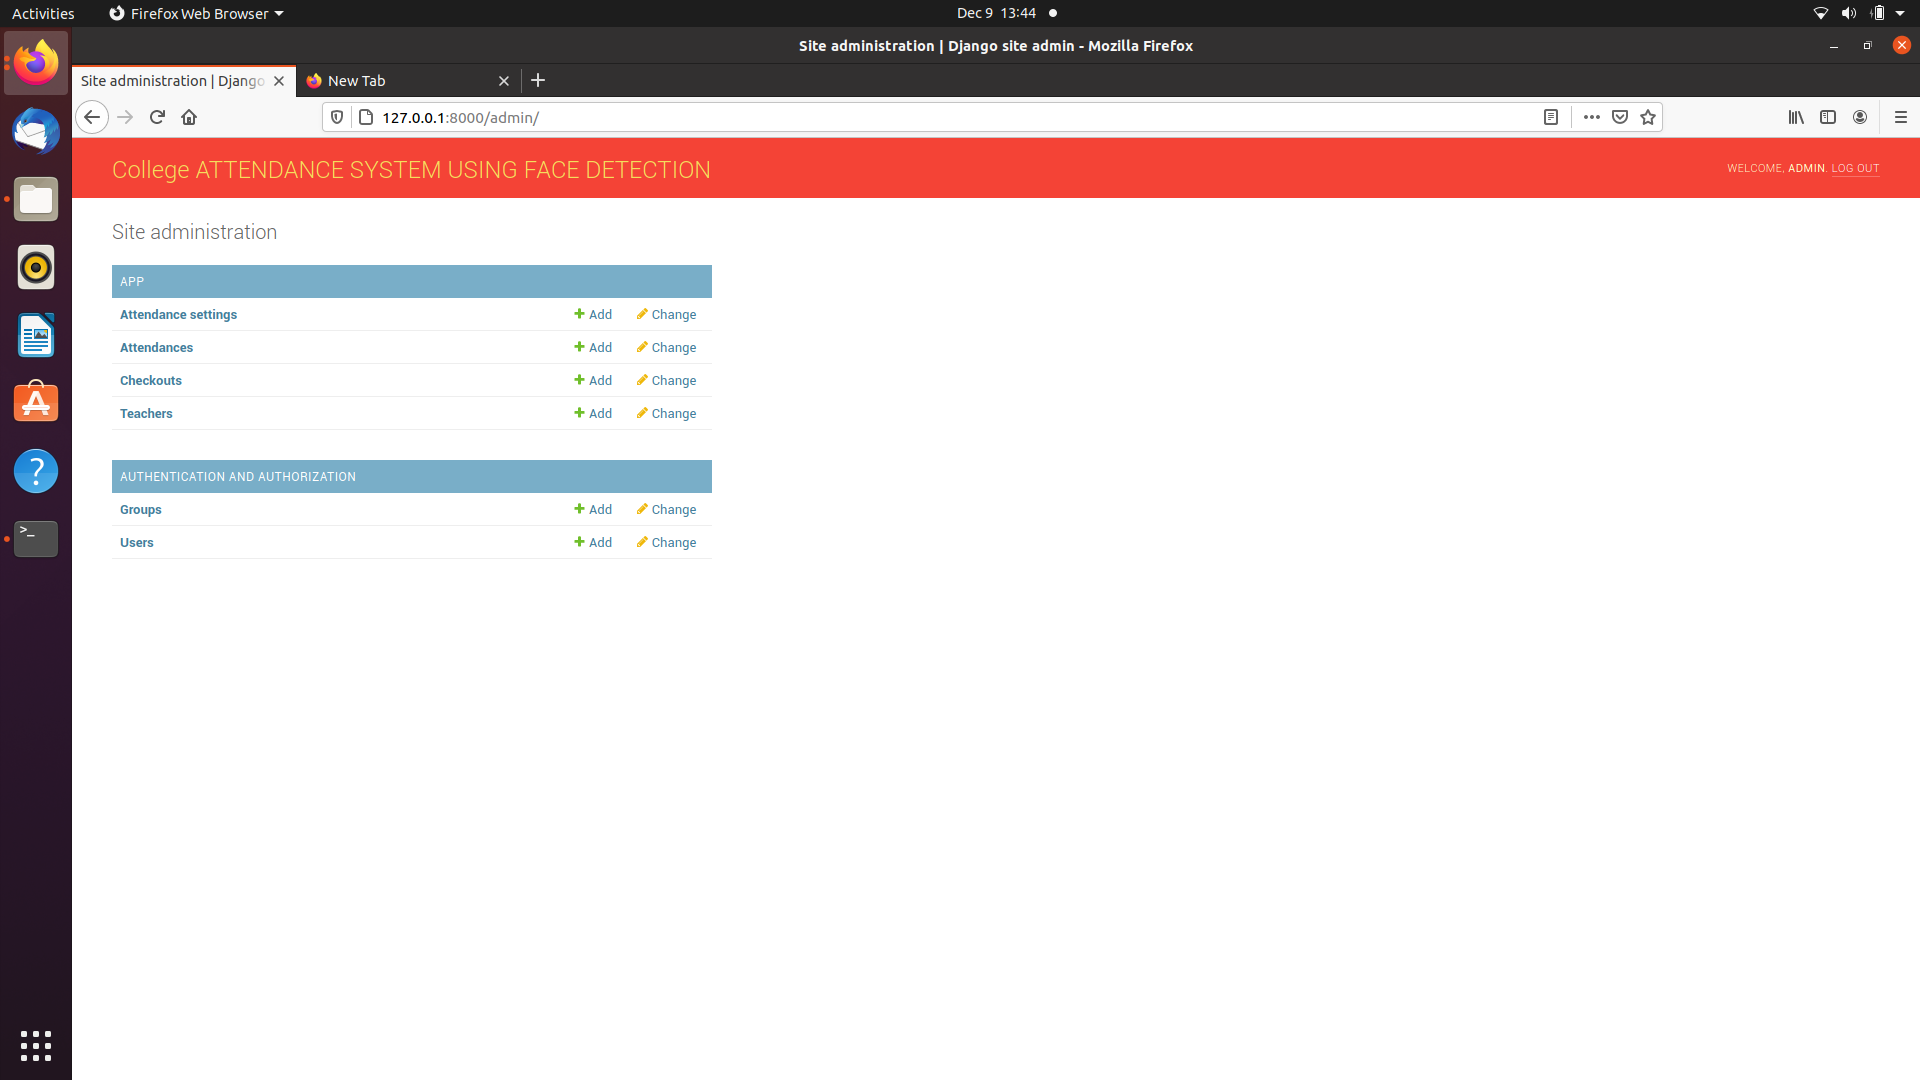 Activities Firefox Web Browser Dec 9 13:44
Site administration | Django site admin - Mozilla Firefox
Site administration | Django New Tab
127.0.0.1:8000/admin/
College ATTENDANCE SYSTEM USING FACE DETECTION WELCOME, ADMIN. LOG OUT
Site administration
APP
Attendance settings Add Change
Attendances Add Change
Checkouts Add Change
Teachers Add Change
AUTHENTICATION AND AUTHORIZATION
Groups Add Change
Users Add Change